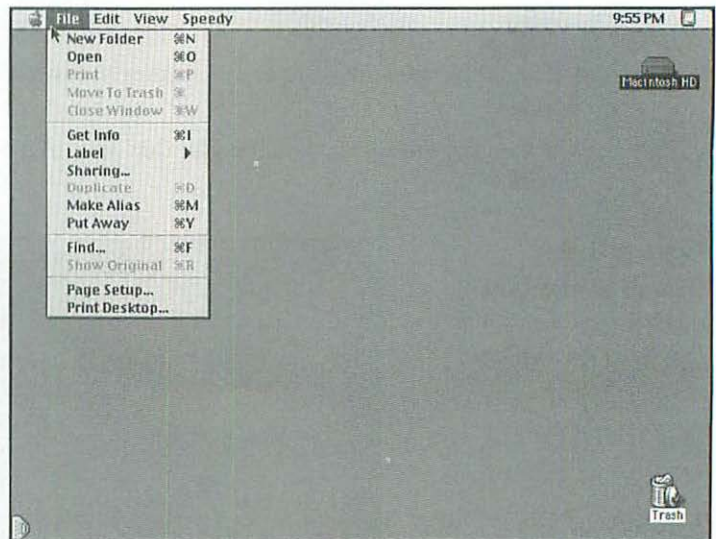 File Edit View Speedy 9:55 PM
New Folder ⌘N
Open ⌘O
Print ⌘P
Move To Trash ⌘
Close Window ⌘W
Get Info ⌘I
Label ▶
Sharing...
Duplicate ⌘D
Make Alias ⌘M
Put Away ⌘Y
Find... ⌘F
Show Original ⌘R
Page Setup...
Print Desktop...
Macintosh HD
Trash